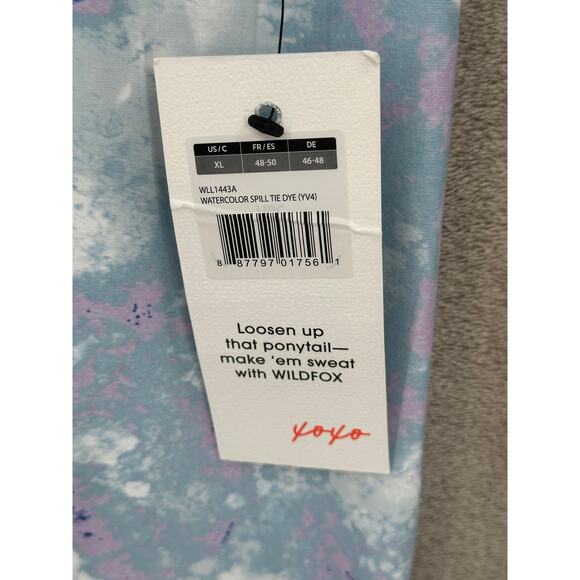 US / C FR / ES DE
XL 48-50 46-48
WLL1443A
WATERCOLOR SPILL TIE DYE (YV4)
8 87797 01756 1
Loosen up
that ponytail—
make 'em sweat
with WILDFOX
xoxo